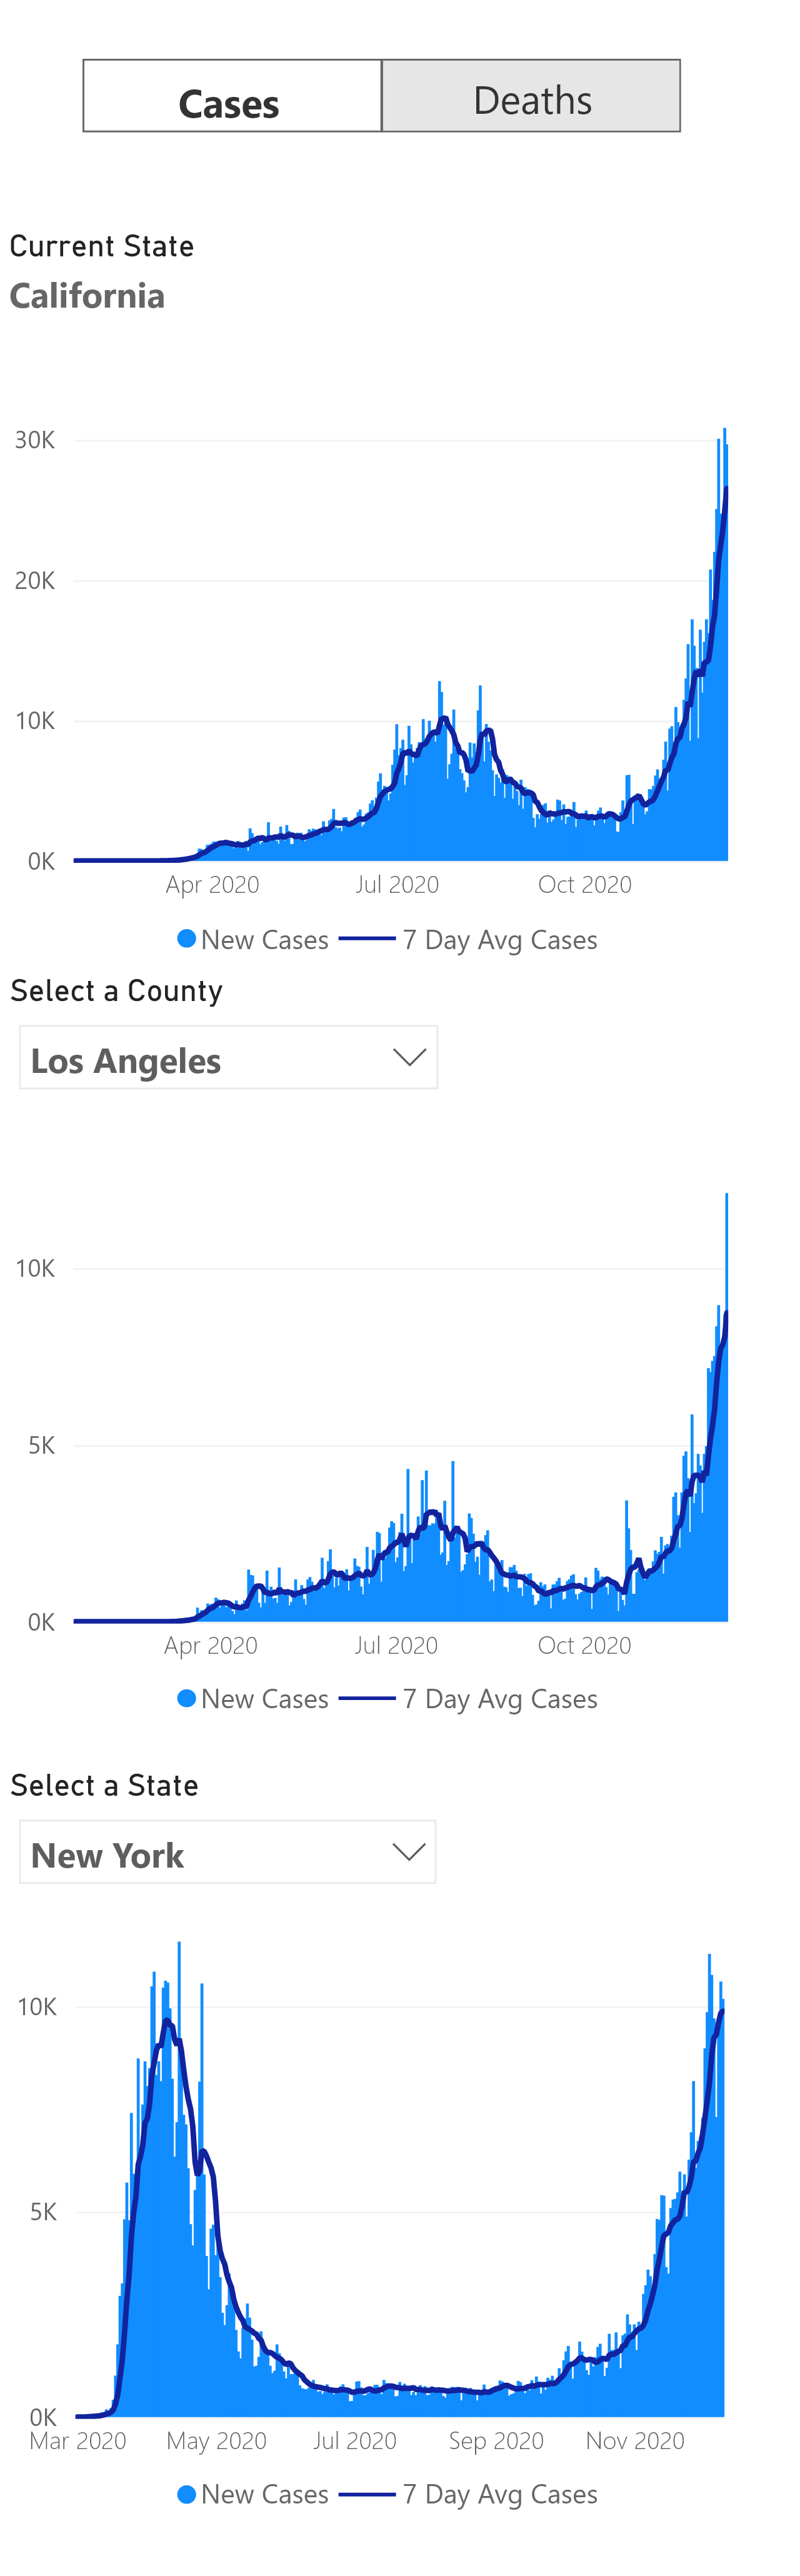 Cases Deaths
Current State
California
30K
20K
10K
0K
Apr 2020 Jul 2020 Oct 2020
New Cases 7 Day Avg Cases
Select a County
Los Angeles
10K
5K
0K
Apr 2020 Jul 2020 Oct 2020
New Cases 7 Day Avg Cases
Select a State
New York
10K
5K
0K
Mar 2020 May 2020 Jul 2020 Sep 2020 Nov 2020
New Cases 7 Day Avg Cases